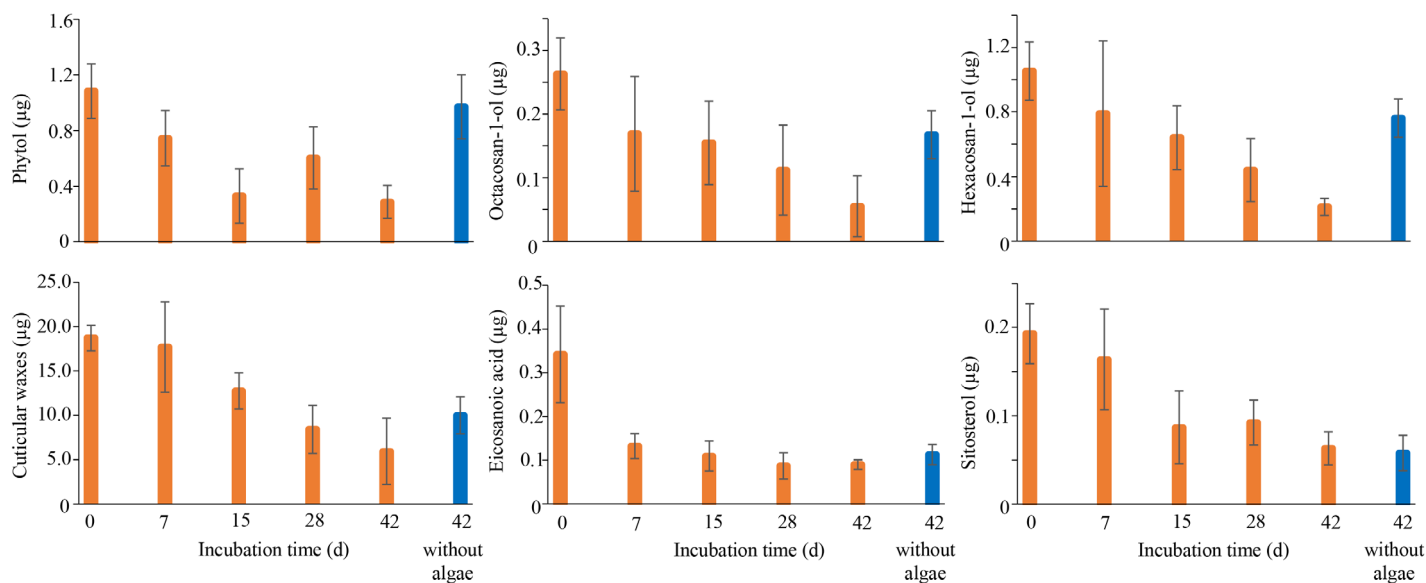 Phytol (µg)
1.6
1.2
0.8
0.4
0
Octacosan-1-ol (µg)
0.3
0.2
0.1
0
Hexacosan-1-ol (µg)
1.2
0.8
0.4
0
Cuticular waxes (µg)
25.0
20.0
15.0
10.0
5.0
0
0 7 15 28 42 42
Incubation time (d) without
algae
Eicosanoic acid (µg)
0.5
0.4
0.3
0.2
0.1
0
0 7 15 28 42 42
Incubation time (d) without
algae
Sitosterol (µg)
0.2
0.1
0
0 7 15 28 42 42
Incubation time (d) without
algae